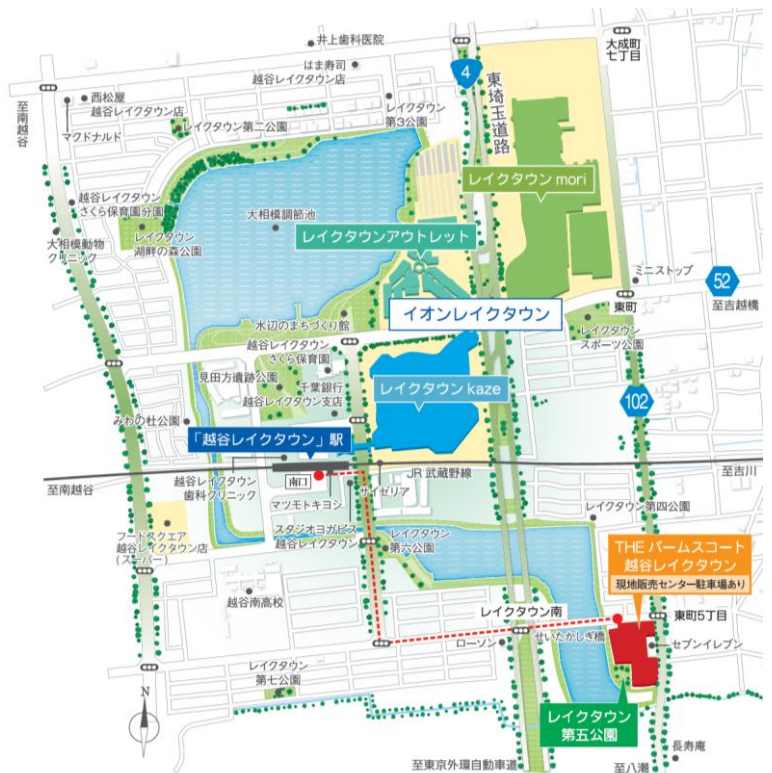 井上歯科医院
はま寿司
越谷レイクタウン店
4
大成町
七丁目
至南越谷
西松屋
越谷レイクタウン店
マクドナルド
レイクタウン第二公園
レイクタウン
第3公園
東埼玉道路
レイクタウン mori
越谷レイクタウン
さくら保育園分園
レイクタウン
湖畔の森公園
大相模調節池
レイクタウンアウトレット
大相模動物
クリニック
ミニストップ
52
東町
至吉越橋
イオンレイクタウン
水辺のまちづくり館
レイクタウン
スポーツ公園
越谷レイクタウン
さくら保育園
見田方遺跡公園
千葉銀行
越谷レイクタウン支店
レイクタウン kaze
102
みわの杜公園
「越谷レイクタウン」駅
至南越谷
越谷レイクタウン
歯科クリニック
南口
マツモトキヨシ
サイゼリア
JR 武蔵野線
至吉川
フードスクエア
越谷レイクタウン店
(スーパー)
スタジオヨガピス
越谷レイクタウン
レイクタウン
第六公園
レイクタウン第四公園
THE パームスコート
越谷レイクタウン
現地販売センター駐車場あり
越谷南高校
レイクタウン南
東町5丁目
ローソン
せいたかしぎ橋
セブンイレブン
レイクタウン
第七公園
N
レイクタウン
第五公園
長寿庵
至東京外環自動車道
至八潮